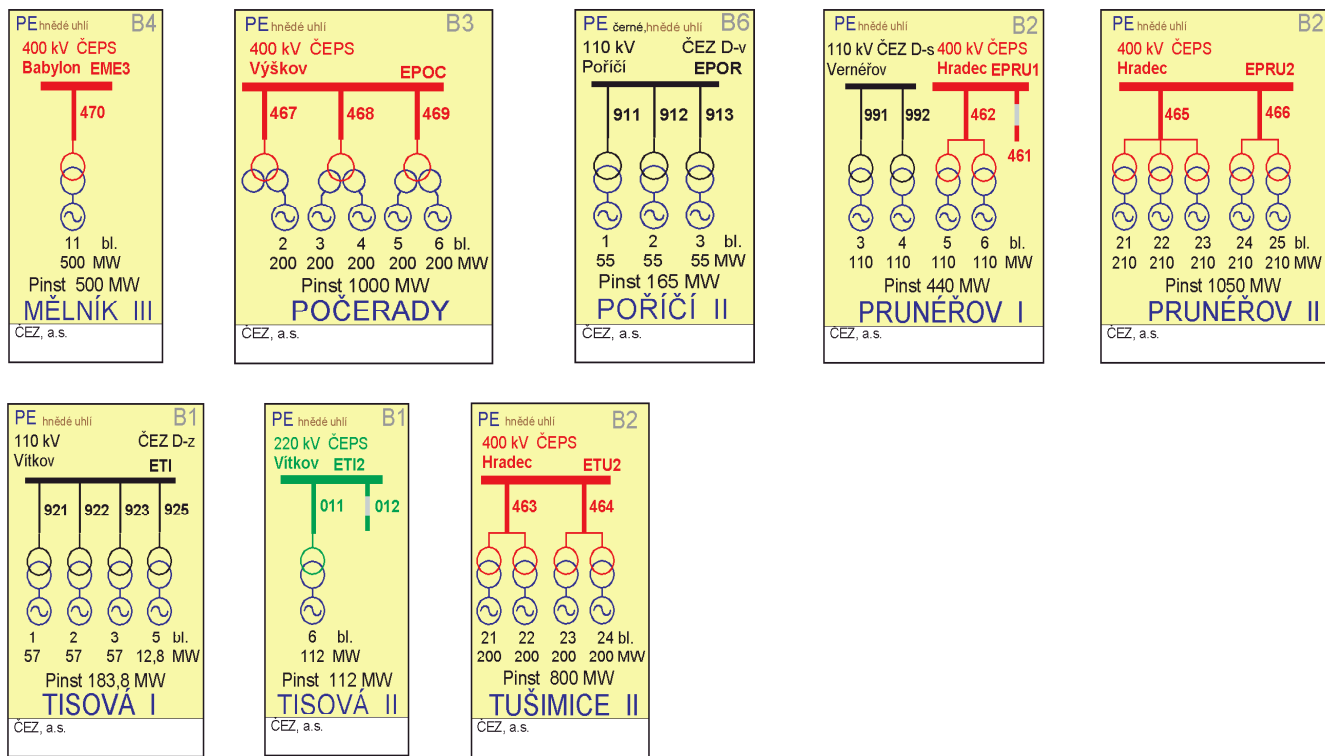 PE hnědé uhlí B4
400 kV ČEPS
Babylon EME3
470
11 bl.
500 MW
Pinst 500 MW
MĚLNÍK III
ČEZ, a.s.
PE hnědé uhlí B3
400 kV ČEPS
Výškov EPOC
467 468 469
2 3 4 5 6 bl.
200 200 200 200 200 MW
Pinst 1000 MW
POČERADY
ČEZ, a.s.
PE černé,hnědé uhlí B6
110 kV ČEZ D-v
Poříčí EPOR
911 912 913
1 2 3 bl.
55 55 55 MW
Pinst 165 MW
POŘÍČÍ II
ČEZ, a.s.
PE hnědé uhlí B2
110 kV ČEZ D-s 400 kV ČEPS
Vernéřov Hradec EPRU1
991 992 462
461
3 4 5 6 bl.
110 110 110 110 MW
Pinst 440 MW
PRUNÉŘOV I
ČEZ, a.s.
PE hnědé uhlí B2
400 kV ČEPS
Hradec EPRU2
465 466
21 22 23 24 25 bl.
210 210 210 210 210 MW
Pinst 1050 MW
PRUNÉŘOV II
ČEZ, a.s.
PE hnědé uhlí B1
110 kV ČEZ D-z
Vítkov ETI
921 922 923 925
1 2 3 5 bl.
57 57 57 12,8 MW
Pinst 183,8 MW
TISOVÁ I
ČEZ, a.s.
PE hnědé uhlí B1
220 kV ČEPS
Vítkov ETI2
011 012
6 bl.
112 MW
Pinst 112 MW
TISOVÁ II
ČEZ, a.s.
PE hnědé uhlí B2
400 kV ČEPS
Hradec ETU2
463 464
21 22 23 24 bl.
200 200 200 200 MW
Pinst 800 MW
TUŠIMICE II
ČEZ, a.s.